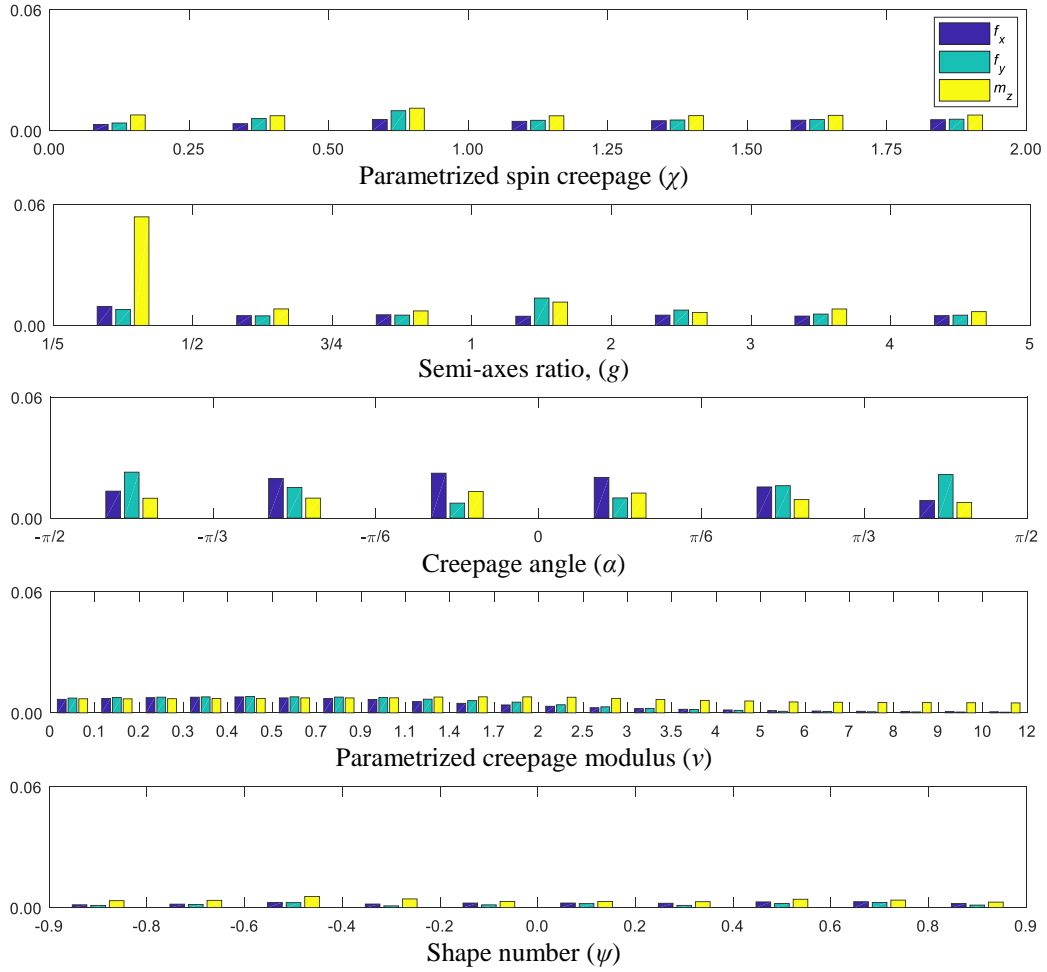 0.06
f_x
f_y
m_z
0.00
0.00 0.25 0.50 0.75 1.00 1.25 1.50 1.75 2.00
Parametrized spin creepage (χ)
0.06
0.00
1/5 1/2 3/4 1 2 3 4 5
Semi-axes ratio, (g)
0.06
0.00
-π/2 -π/3 -π/6 0 π/6 π/3 π/2
Creepage angle (α)
0.06
0.00
0 0.1 0.2 0.3 0.4 0.5 0.7 0.9 1.1 1.4 1.7 2 2.5 3 3.5 4 5 6 7 8 9 10 12
Parametrized creepage modulus (ν)
0.06
0.00
-0.9 -0.8 -0.6 -0.4 -0.2 0.0 0.2 0.4 0.6 0.8 0.9
Shape number (ψ)